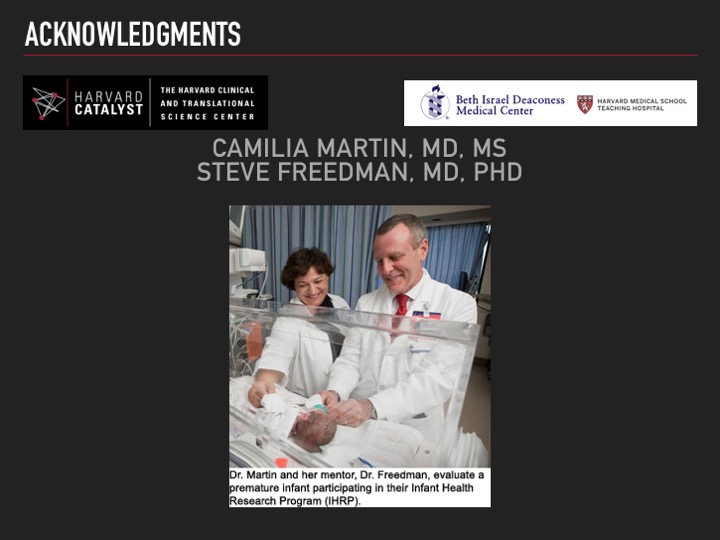 ACKNOWLEDGMENTS
HARVARD
CATALYST
THE HARVARD CLINICAL
AND TRANSLATIONAL
SCIENCE CENTER
Beth Israel Deaconess
Medical Center
HARVARD MEDICAL SCHOOL
TEACHING HOSPITAL
CAMILIA MARTIN, MD, MS
STEVE FREEDMAN, MD, PHD
Dr. Martin and her mentor, Dr. Freedman, evaluate a
premature infant participating in their Infant Health
Research Program (IHRP).